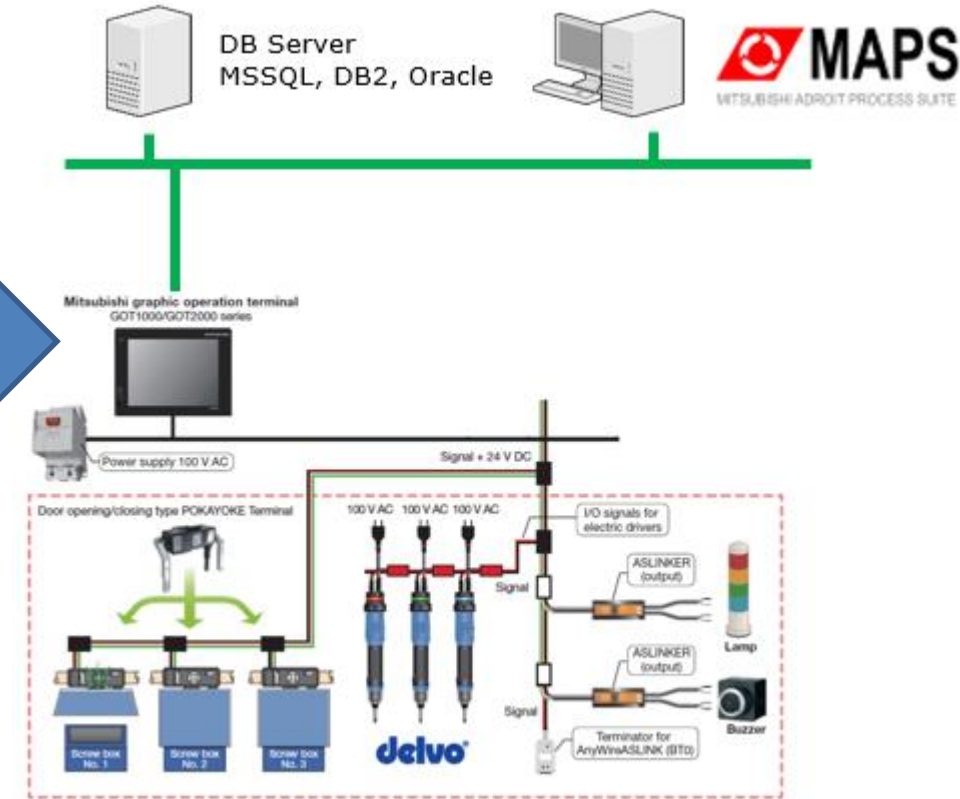 DB Server
MSSQL, DB2, Oracle
MAPS
MITSUBISHI ADROIT PROCESS SUITE
Mitsubishi graphic operation terminal
GOT1000/GOT2000 series
Power supply 100 V AC
Signal + 24 V DC
Door opening/closing type POKAYOKE Terminal
100 V AC 100 V AC 100 V AC
I/O signals for
electric drivers
ASLINKER
(output)
Signal
Lamp
ASLINKER
(output)
Signal
Buzzer
Screw box
No. 1
Screw box
No. 2
Screw box
No. 3
delvo
Terminator for
AnyWireASLINK (BT0)